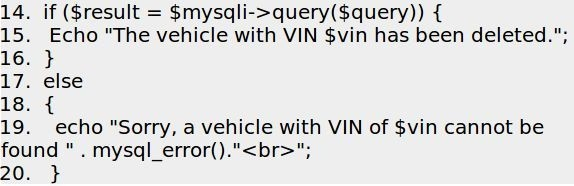 14.  if ($result = $mysqli->query($query)) {
15.   Echo "The vehicle with VIN $vin has been deleted.";
16.  }
17.  else
18.  {
19.    echo "Sorry, a vehicle with VIN of $vin cannot be
found " . mysql_error()."<br>";
20.   }